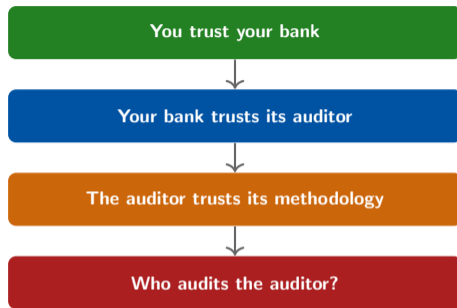 You trust your bank
Your bank trusts its auditor
The auditor trusts its methodology
Who audits the auditor?